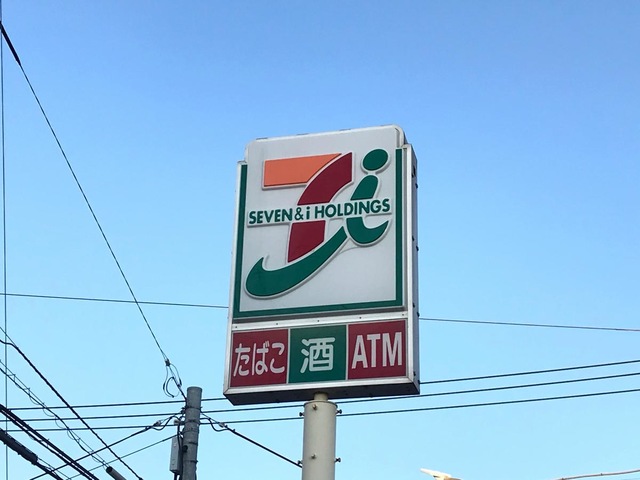 SEVEN & i HOLDINGS
たばこ 酒 ATM